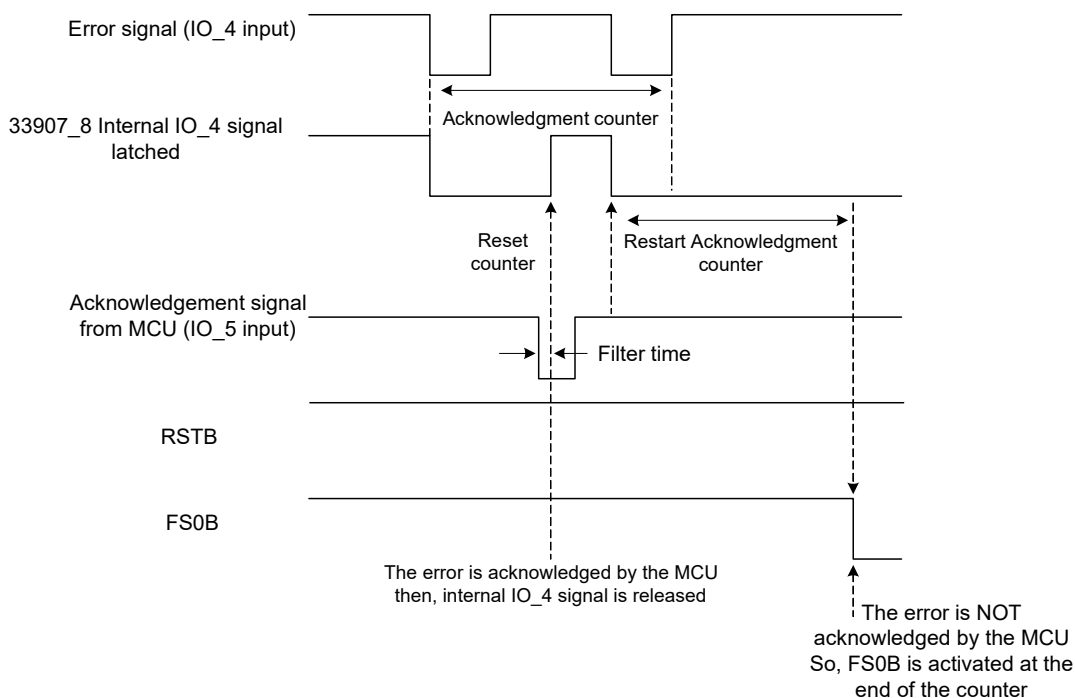 Error signal (IO_4 input)
Acknowledgment counter
33907_8 Internal IO_4 signal
latched
Reset
counter
Restart Acknowledgment
counter
Acknowledgement signal
from MCU (IO_5 input)
Filter time
RSTB
FS0B
The error is acknowledged by the MCU
then, internal IO_4 signal is released
The error is NOT
acknowledged by the MCU
So, FS0B is activated at the
end of the counter